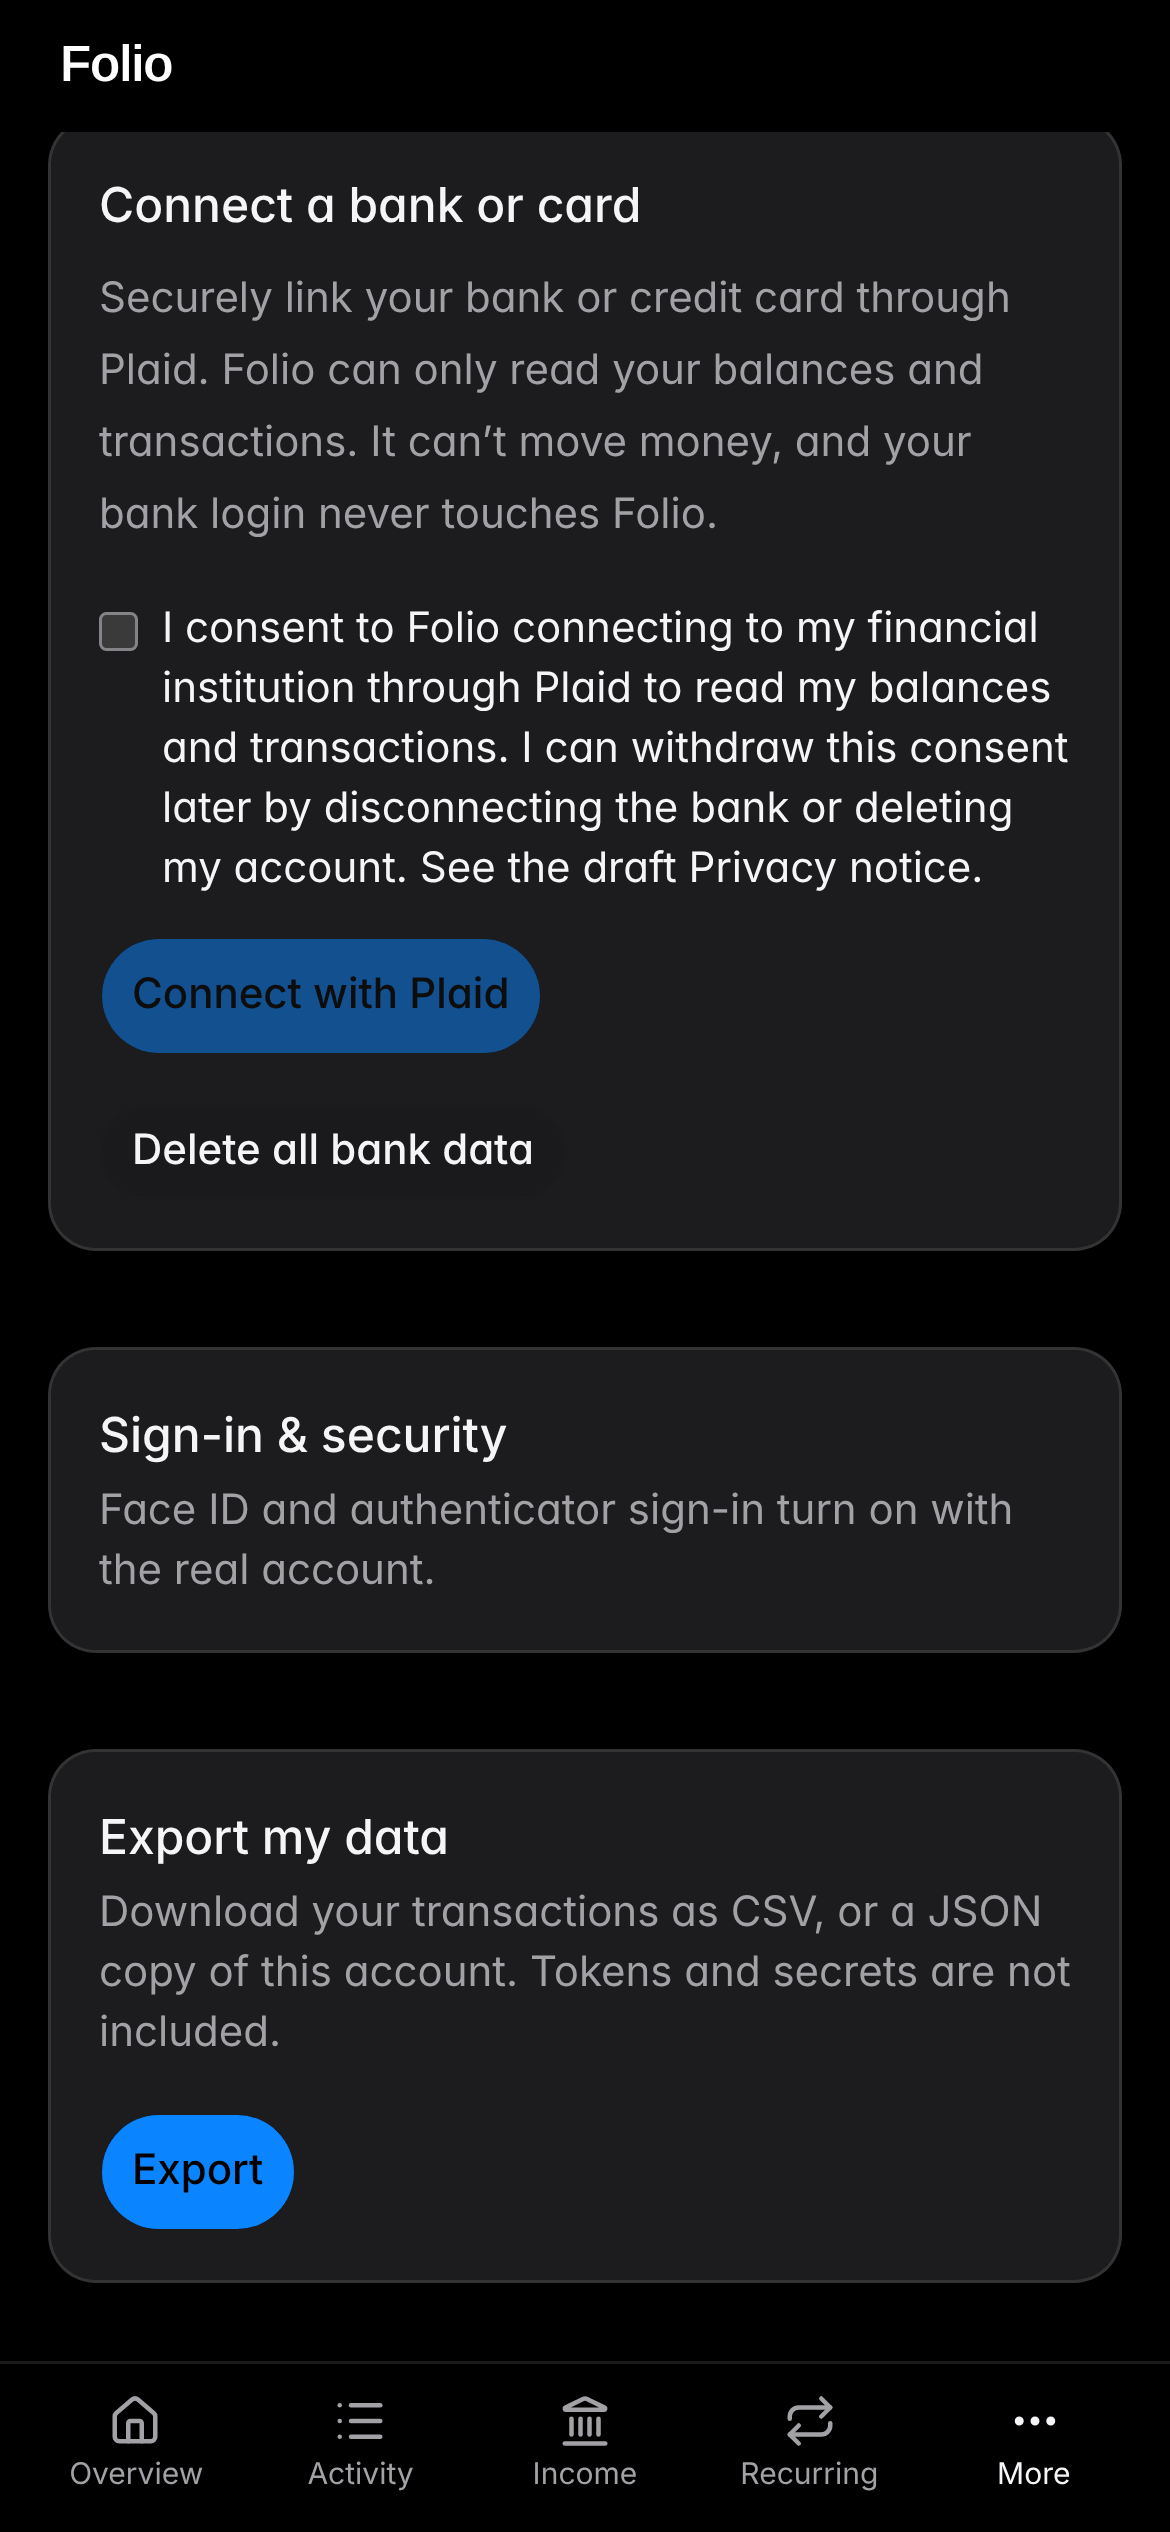 Folio
Connect a bank or card
Securely link your bank or credit card through
Plaid. Folio can only read your balances and
transactions. It can’t move money, and your
bank login never touches Folio.
I consent to Folio connecting to my financial
institution through Plaid to read my balances
and transactions. I can withdraw this consent
later by disconnecting the bank or deleting
my account. See the draft Privacy notice.
Connect with Plaid
Delete all bank data
Sign-in & security
Face ID and authenticator sign-in turn on with
the real account.
Export my data
Download your transactions as CSV, or a JSON
copy of this account. Tokens and secrets are not
included.
Export
Overview
Activity
Income
Recurring
More